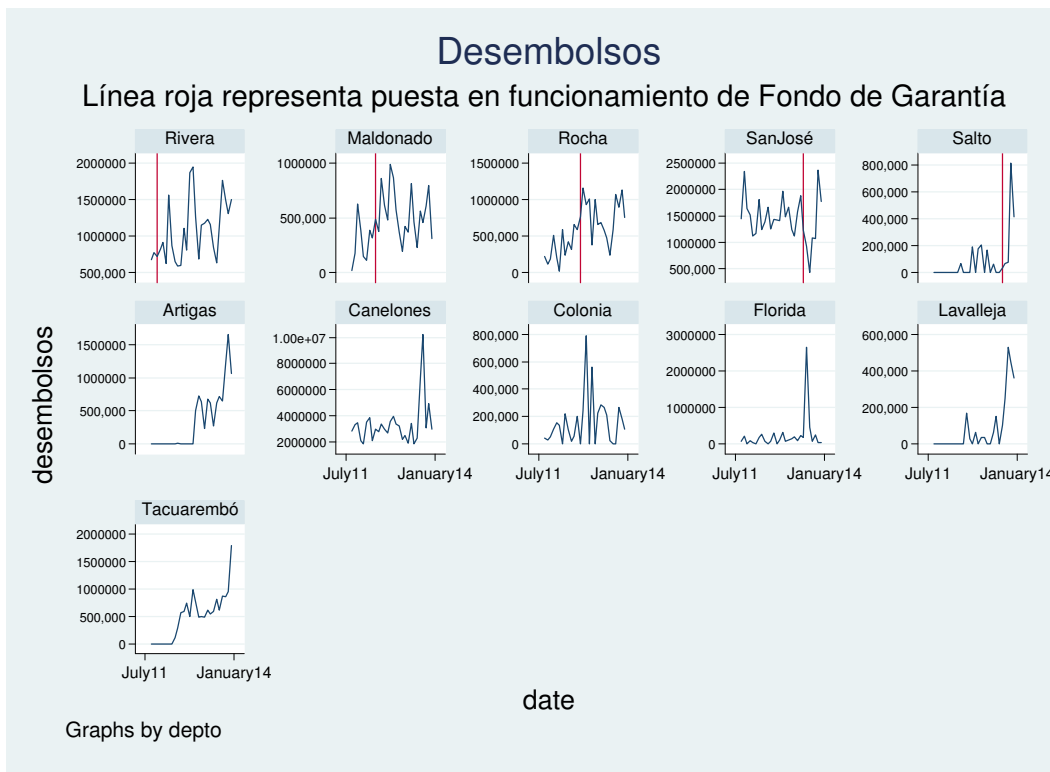 Desembolsos
Línea roja representa puesta en funcionamiento de Fondo de Garantía
Rivera
2000000
1500000
1000000
500,000
Maldonado
1000000
500,000
0
Rocha
1500000
1000000
500,000
0
SanJosé
2500000
2000000
1500000
1000000
500,000
Salto
800,000
600,000
400,000
200,000
0
desembolsos
Artigas
1500000
1000000
500,000
0
Canelones
1.00e+07
8000000
6000000
4000000
2000000
July11 January14
Colonia
800,000
600,000
400,000
200,000
0
July11 January14
Florida
3000000
2000000
1000000
0
July11 January14
Lavalleja
600,000
400,000
200,000
0
July11 January14
Tacuarembó
2000000
1500000
1000000
500,000
0
July11 January14
date
Graphs by depto